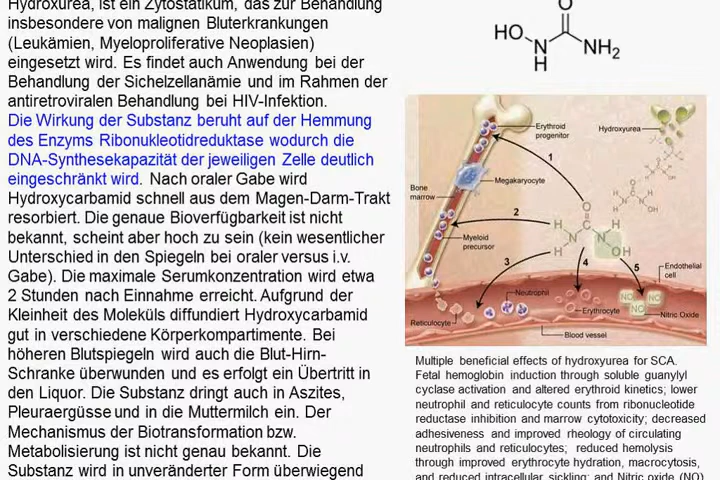 Hydroxurea, ist ein Zytostatikum, das zur Behandlung
insbesondere von malignen Bluterkrankungen
(Leukämien, Myeloproliferative Neoplasien)
eingesetzt wird. Es findet auch Anwendung bei der
Behandlung der Sichelzellanämie und im Rahmen der
antiretroviralen Behandlung bei HIV-Infektion.
Die Wirkung der Substanz beruht auf der Hemmung
des Enzyms Ribonukleotidreduktase wodurch die
DNA-Synthesekapazität der jeweiligen Zelle deutlich
eingeschränkt wird. Nach oraler Gabe wird
Hydroxycarbamid schnell aus dem Magen-Darm-Trakt
resorbiert. Die genaue Bioverfügbarkeit ist nicht
bekannt, scheint aber hoch zu sein (kein wesentlicher
Unterschied in den Spiegeln bei oraler versus i.v.
Gabe). Die maximale Serumkonzentration wird etwa
2 Stunden nach Einnahme erreicht. Aufgrund der
Kleinheit des Moleküls diffundiert Hydroxycarbamid
gut in verschiedene Körperkompartimente. Bei
höheren Blutspiegeln wird auch die Blut-Hirn-
Schranke überwunden und es erfolgt ein Übertritt in
den Liquor. Die Substanz dringt auch in Aszites,
Pleuraergüsse und in die Muttermilch ein. Der
Mechanismus der Biotransformation bzw.
Metabolisierung ist nicht genau bekannt. Die
Substanz wird in unveränderter Form überwiegend
O
HO
N
H
NH2
Erythroid
progenitor
Hydroxyurea
1
Megakaryocyte
Bone
marrow
2
Myeloid
precursor
O
H
N
H
H
N
OH
3
4
5
Endothelial
cell
Neutrophil
NO
NO
NO
Nitric Oxide
Erythrocyte
Reticulocyte
Blood vessel
Multiple beneficial effects of hydroxyurea for SCA.
Fetal hemoglobin induction through soluble guanylyl
cyclase activation and altered erythroid kinetics; lower
neutrophil and reticulocyte counts from ribonucleotide
reductase inhibition and marrow cytotoxicity; decreased
adhesiveness and improved rheology of circulating
neutrophils and reticulocytes; reduced hemolysis
through improved erythrocyte hydration, macrocytosis,
and reduced intracellular sickling; and Nitric oxide (NO)